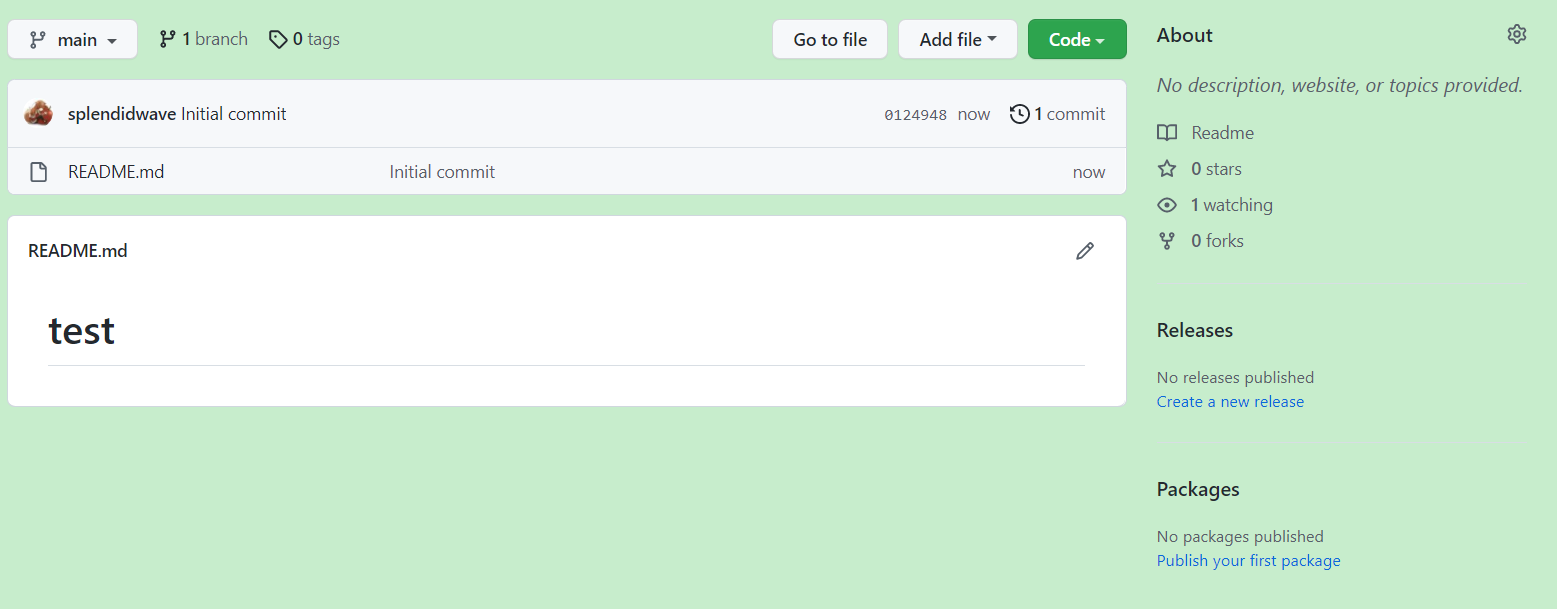 main 1 branch 0 tags Go to file Add file Code
splendidwave Initial commit 0124948 now 1 commit
README.md Initial commit now
README.md
test
About
No description, website, or topics provided.
Readme
0 stars
1 watching
0 forks
Releases
No releases published
Create a new release
Packages
No packages published
Publish your first package